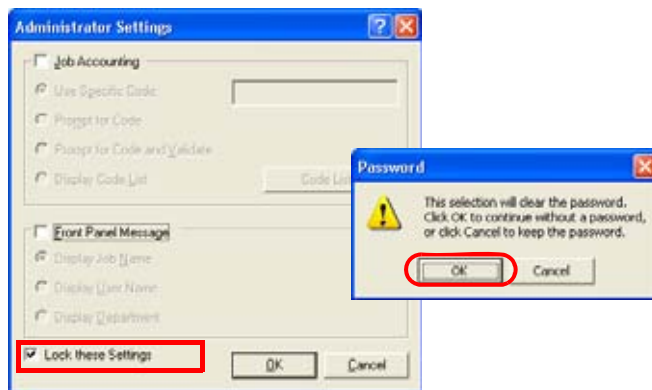 Administrator Settings
Job Accounting
Use Specific Code
Prompt for Code
Prompt for Code and Validate
Display Code List
Code List
Front Panel Message
Display Job Name
Display User Name
Display Department
Lock these Settings
OK
Cancel
Password
This selection will clear the password.
Click OK to continue without a password,
or click Cancel to keep the password.
OK
Cancel